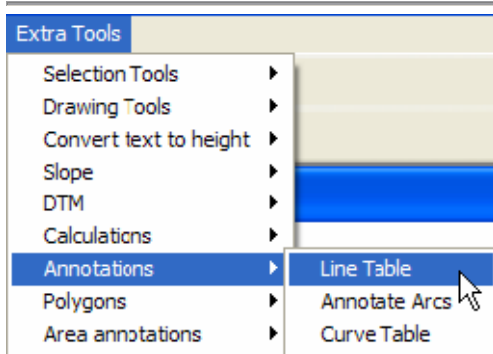 Extra Tools
Selection Tools
Drawing Tools
Convert text to height
Slope
DTM
Calculations
Annotations
Line Table
Polygons
Annotate Arcs
Area annotations
Curve Table